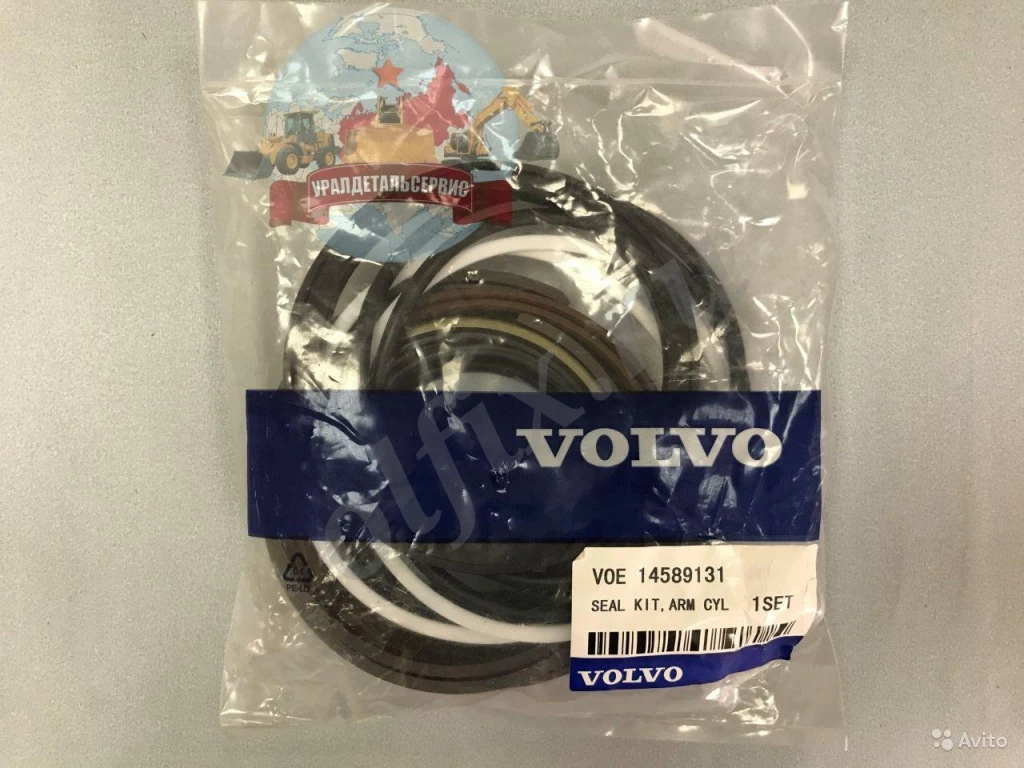 УРАЛДЕТАЛЬСЕРВИС
VOLVO
VOE 14589131
SEAL KIT, ARM CYL 1SET
VOLVO
Avito